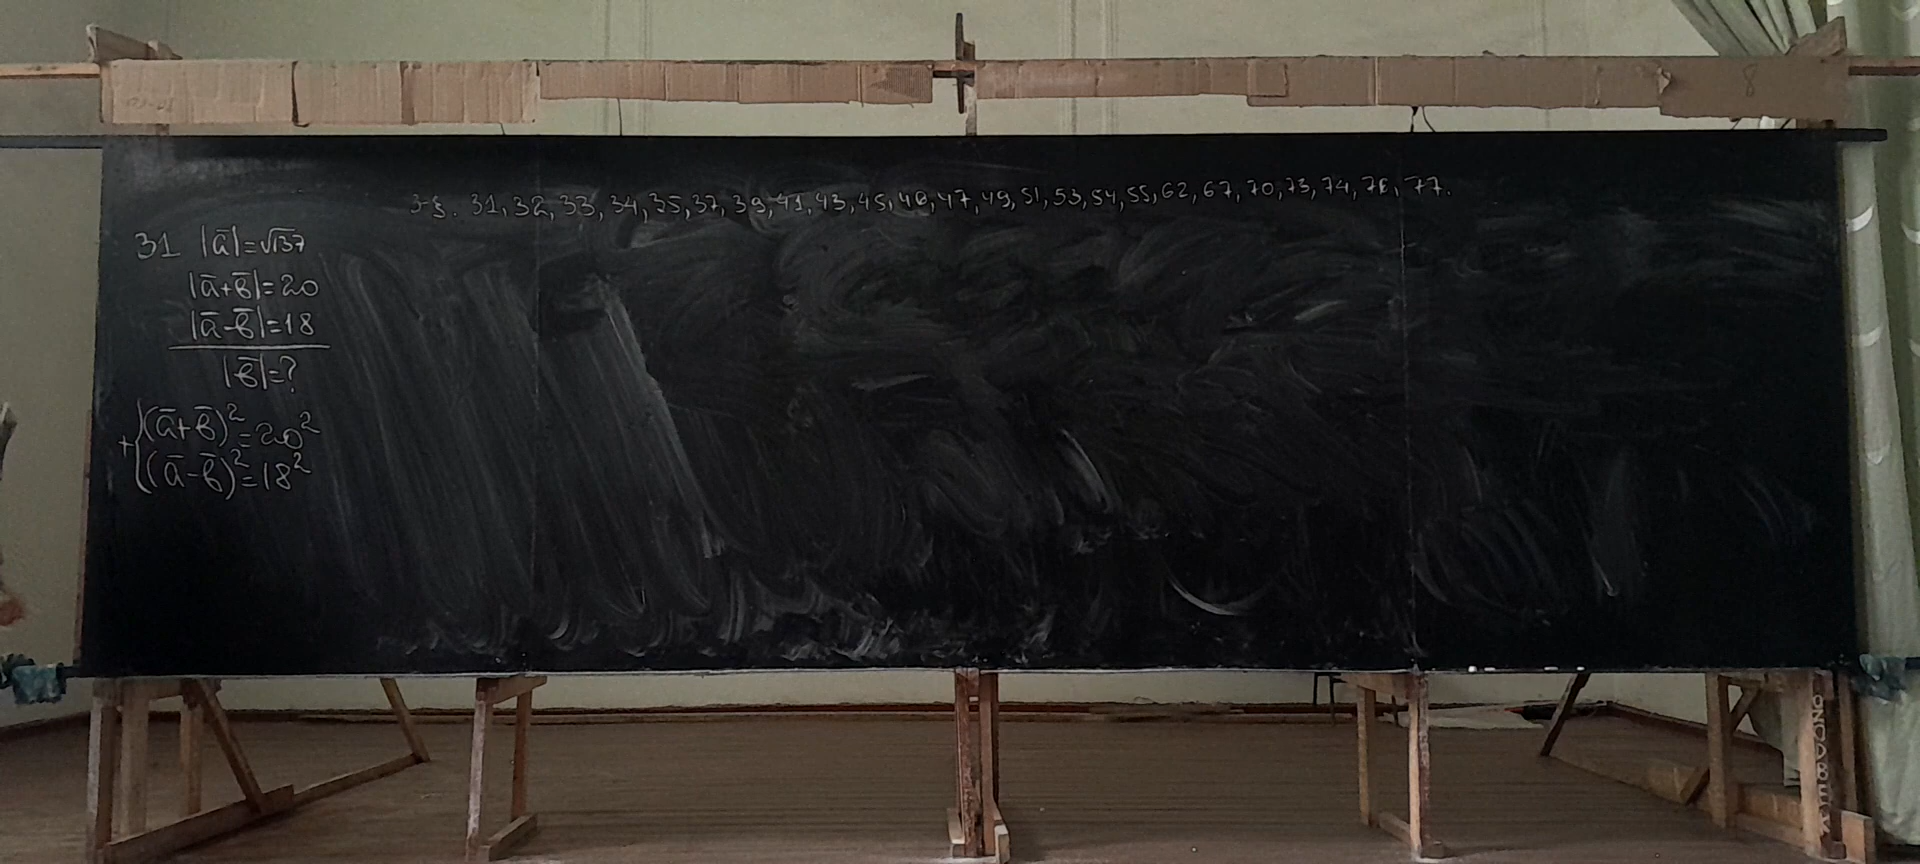 3-§. 31, 32, 33, 34, 35, 37, 39, 41, 43, 45, 46, 47, 49, 51, 53, 54, 55, 62, 67, 70, 73, 74, 76, 77.
31 |ā|=√137
|ā+b̄|=20
|ā-b̄|=18
|b̄|=?
+{(ā+b̄)²=20²
(ā-b̄)²=18²
8